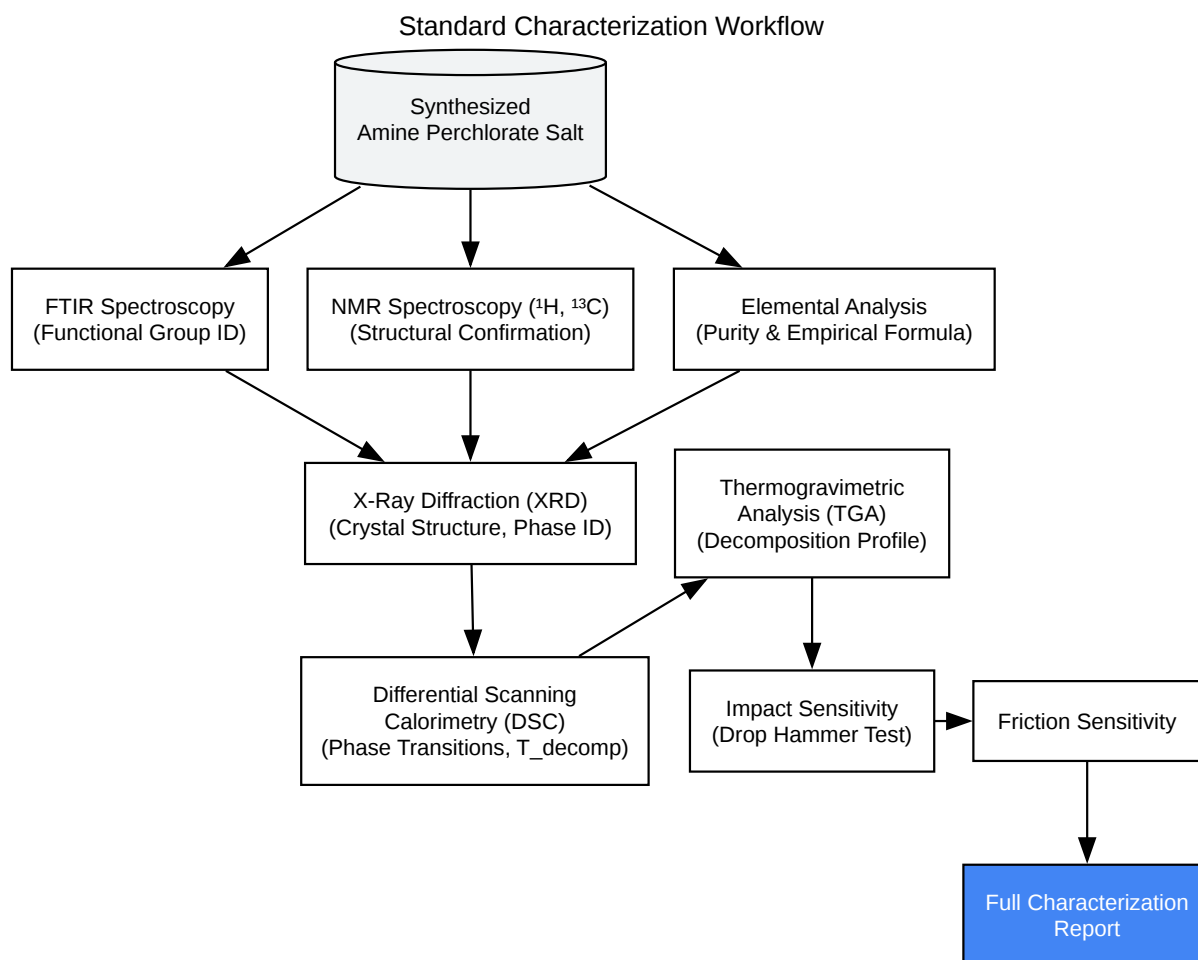 Standard Characterization Workflow
Synthesized
Amine Perchlorate Salt
FTIR Spectroscopy
(Functional Group ID)
NMR Spectroscopy (¹H, ¹³C)
(Structural Confirmation)
Elemental Analysis
(Purity & Empirical Formula)
X-Ray Diffraction (XRD)
(Crystal Structure, Phase ID)
Thermogravimetric
Analysis (TGA)
(Decomposition Profile)
Differential Scanning
Calorimetry (DSC)
(Phase Transitions, T_decomp)
Impact Sensitivity
(Drop Hammer Test)
Friction Sensitivity
Full Characterization
Report